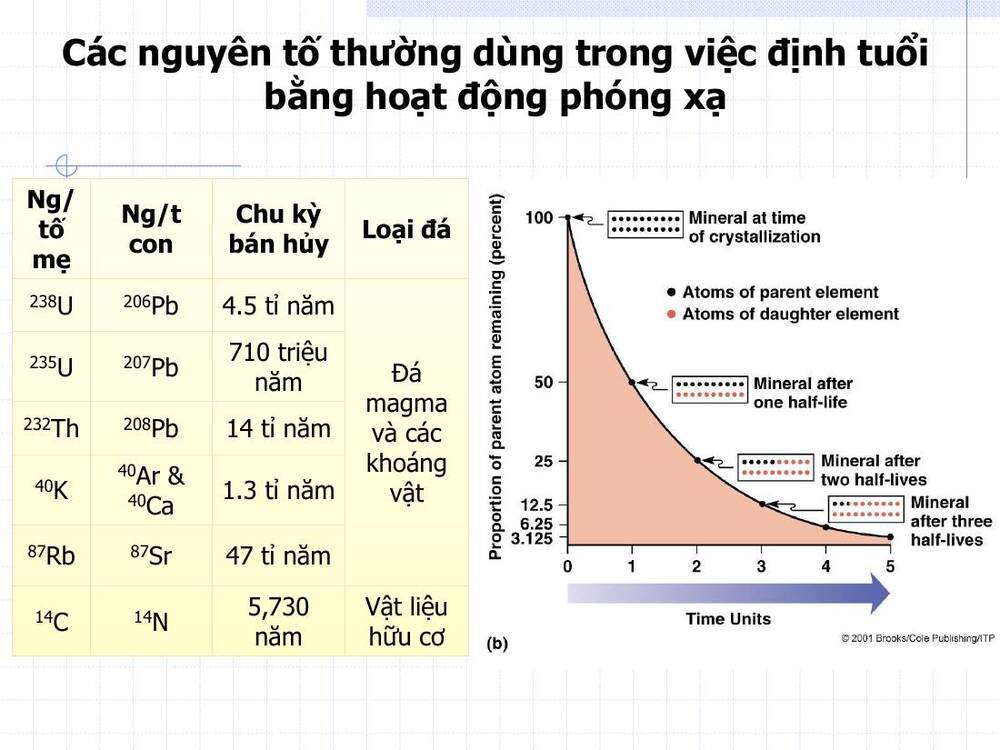 Các nguyên tố thường dùng trong việc định tuổi
bằng hoạt động phóng xạ
Ng/
tố
mẹ
Ng/t
con
Chu kỳ
bán hủy
Loại đá
238U
206Pb
4.5 tỉ năm
235U
207Pb
710 triệu
năm
232Th
208Pb
14 tỉ năm
40K
40Ar &
40Ca
1.3 tỉ năm
87Rb
87Sr
47 tỉ năm
Đá
magma
và các
khoáng
vật
14C
14N
5,730
năm
Vật liệu
hữu cơ
Proportion of parent atom remaining (percent)
100
50
25
12.5
6.25
3.125
Mineral at time
of crystallization
Atoms of parent element
Atoms of daughter element
Mineral after
one half-life
Mineral after
two half-lives
Mineral
after three
half-lives
0 1 2 3 4 5
Time Units
(b)
© 2001 Brooks/Cole Publishing/ITP